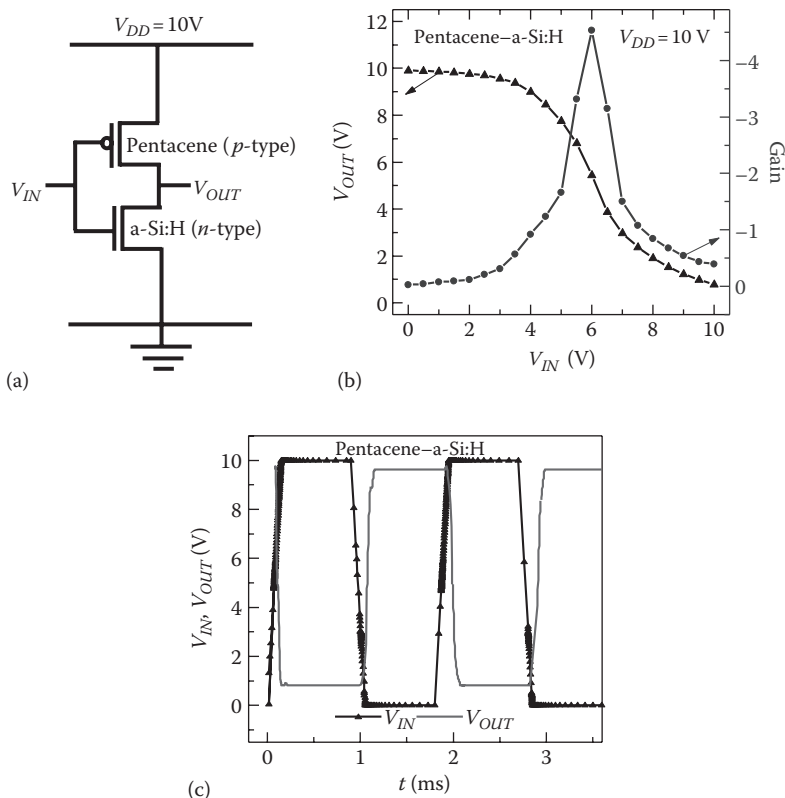 V_DD = 10V
Pentacene (p-type)
V_IN
V_OUT
a-Si:H (n-type)
(a)
Pentacene–a-Si:H V_DD = 10 V
12
10
8
6
4
2
0
V_OUT (V)
−4
−3
−2
−1
0
Gain
0 2 4 6 8 10
V_IN (V)
(b)
Pentacene–a-Si:H
10
8
6
4
2
0
V_IN, V_OUT (V)
V_IN V_OUT
0 1 2 3
t (ms)
(c)